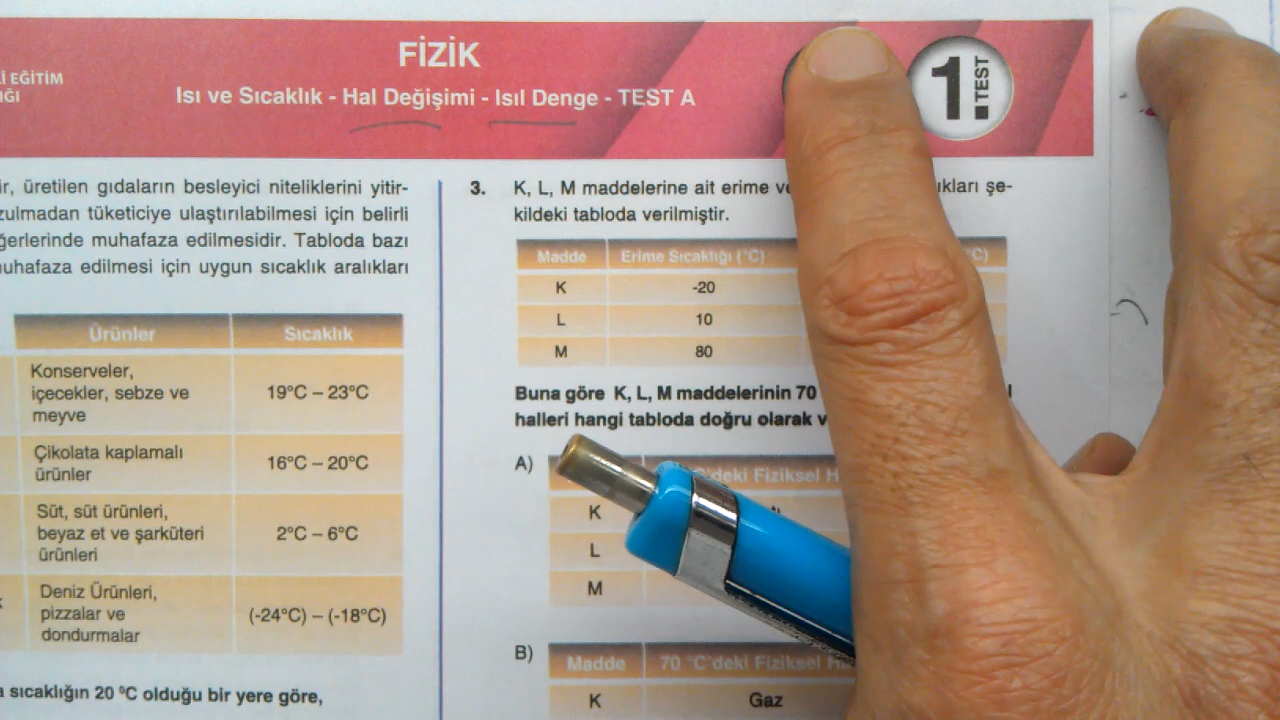 FİZİK
İ EĞİTİM
IĞI
Isı ve Sıcaklık - Hal Değişimi - Isıl Denge - TEST A
1.
TEST
ir, üretilen gıdaların besleyici niteliklerini yitir-
zulmadan tüketiciye ulaştırılabilmesi için belirli
ğerlerinde muhafaza edilmesidir. Tabloda bazı
muhafaza edilmesi için uygun sıcaklık aralıkları
Ürünler Sıcaklık
Konserveler,
içecekler, sebze ve
meyve
19°C – 23°C
Çikolata kaplamalı
ürünler
16°C – 20°C
Süt, süt ürünleri,
beyaz et ve şarküteri
ürünleri
2°C – 6°C
Deniz Ürünleri,
pizzalar ve
dondurmalar
(-24°C) – (-18°C)
a sıcaklığın 20 °C olduğu bir yere göre,
3. K, L, M maddelerine ait erime ve ıkları şe-
kildeki tabloda verilmiştir.
Madde Erime Sıcaklığı (°C) °C)
K -20
L 10
M 80
Buna göre K, L, M maddelerinin 70
halleri hangi tabloda doğru olarak v
A)
C'deki Fiziksel H
K
L
M
B)
Madde 70 °C'deki Fiziksel H
K Gaz